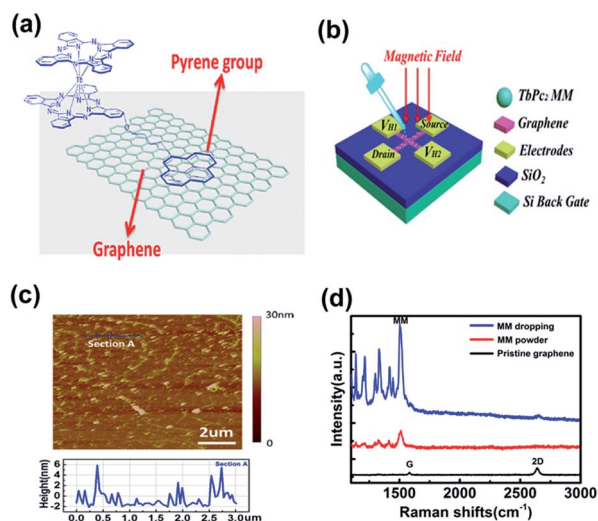 (a)
Pyrene group
Tb
Graphene
(b)
Magnetic Field
VH1
Source
Drain
VH2
TbPc2 MM
Graphene
Electrodes
SiO2
Si Back Gate
(c)
30nm
Section A
2um
0
Section A
Height(nm)
6
4
2
0
-2
0.0 0.5 1.0 1.5 2.0 2.5 3.0um
(d)
MM
MM dropping
MM powder
Pristine graphene
G
2D
Intensity(a.u.)
1500 2000 2500 3000
Raman shifts(cm-1)